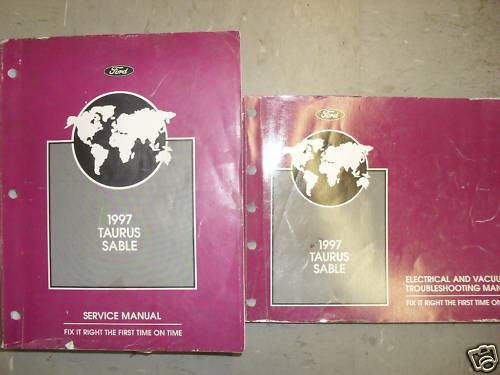 Ford
1997
TAURUS
SABLE
SERVICE MANUAL
FIX IT RIGHT THE FIRST TIME ON TIME
Ford
1997
TAURUS
SABLE
ELECTRICAL AND VACUU
TROUBLESHOOTING MAN
FIX IT RIGHT THE FIRST TIME ON